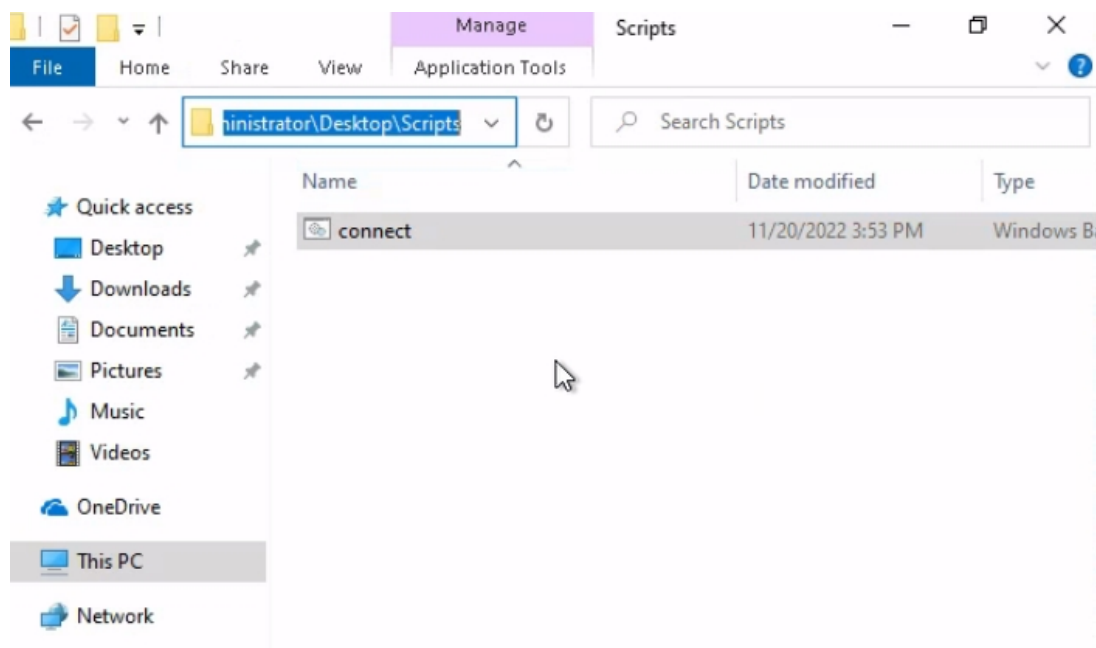 Manage
Scripts
File
Home
Share
View
Application Tools
?
ninistrator\Desktop\Scripts
Search Scripts
Name
Date modified
Type
Quick access
connect
11/20/2022 3:53 PM
Windows Ba
Desktop
Downloads
Documents
Pictures
Music
Videos
OneDrive
This PC
Network